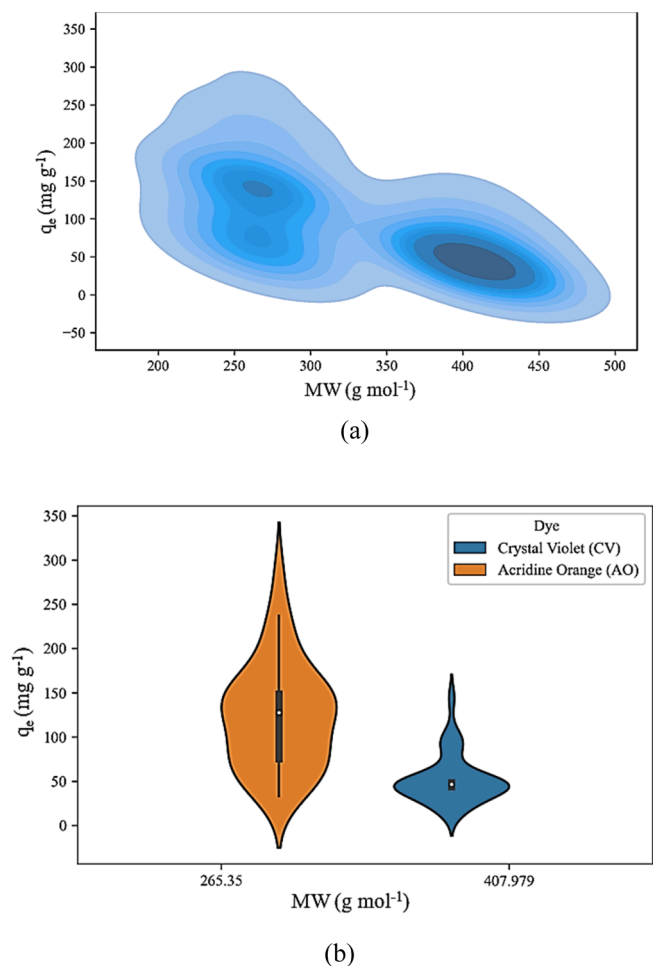 350
300
250
200
150
100
50
0
−50
qe (mg g-1)
200 250 300 350 400 450 500
MW (g mol-1)
(a)
350
300
250
200
150
100
50
0
qe (mg g-1)
Dye
Crystal Violet (CV)
Acridine Orange (AO)
265.35 407.979
MW (g mol-1)
(b)